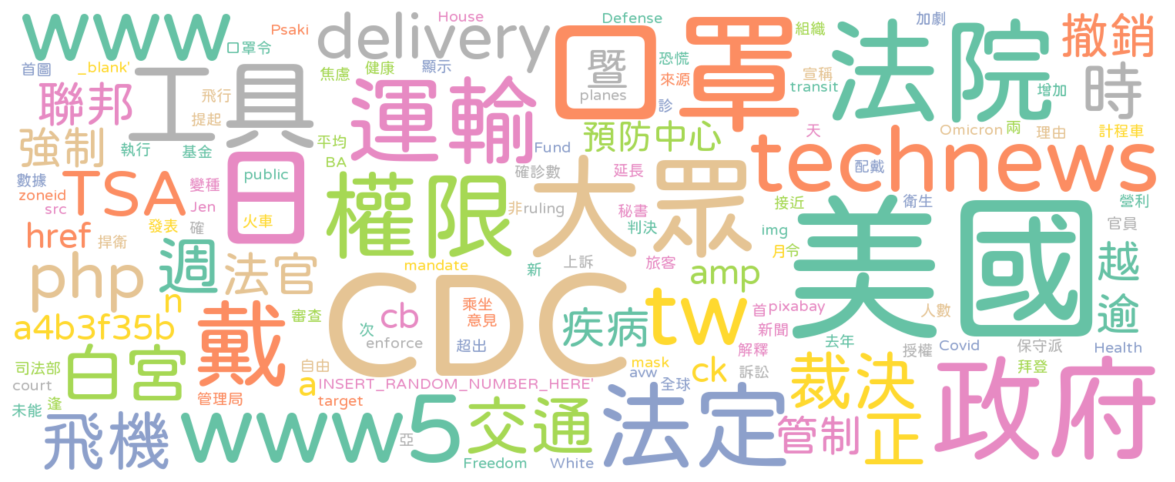 House
Defense
加劇
Psaki
www
delivery
口罩
組織
法院
撤銷
口罩令
暨
恐慌
來源
宣稱
首圖
_blank'
工具
焦慮
健康
顯示
planes
transit
增加
時
聯邦
飛行
提起
運輸
診
預防中心
天
Omicron
兩
理由
計程車
強制
執行
基金
平均
BA
Fund
technews
數據
TSA
日
public
確診數
延長
配戴
zoneid
src
變種
Jen
權限
大眾
非
ruling
秘書
判決
接近
衛生
營利
href
捍衛
發表
確
火車
img
月令
美國
官員
php
週
法官
mandate
新
上訴
旅客
amp
越
逾
n
CDC
乘坐
意見
疾病
tw
首
pixabay
新聞
人數
a4b3f35b
戴
審查
次
cb
enforce
超出
解釋
去年
授權
Covid
保守派
Health
司法部
白宮
自由
mask
avw
全球
ck
訴訟
裁決
拜登
court
管理局
a
INSERT_RANDOM_NUMBER_HERE'
target
未能
逢
飛機
www
5
亞
交通
法定
管制
正
政府
Freedom
White